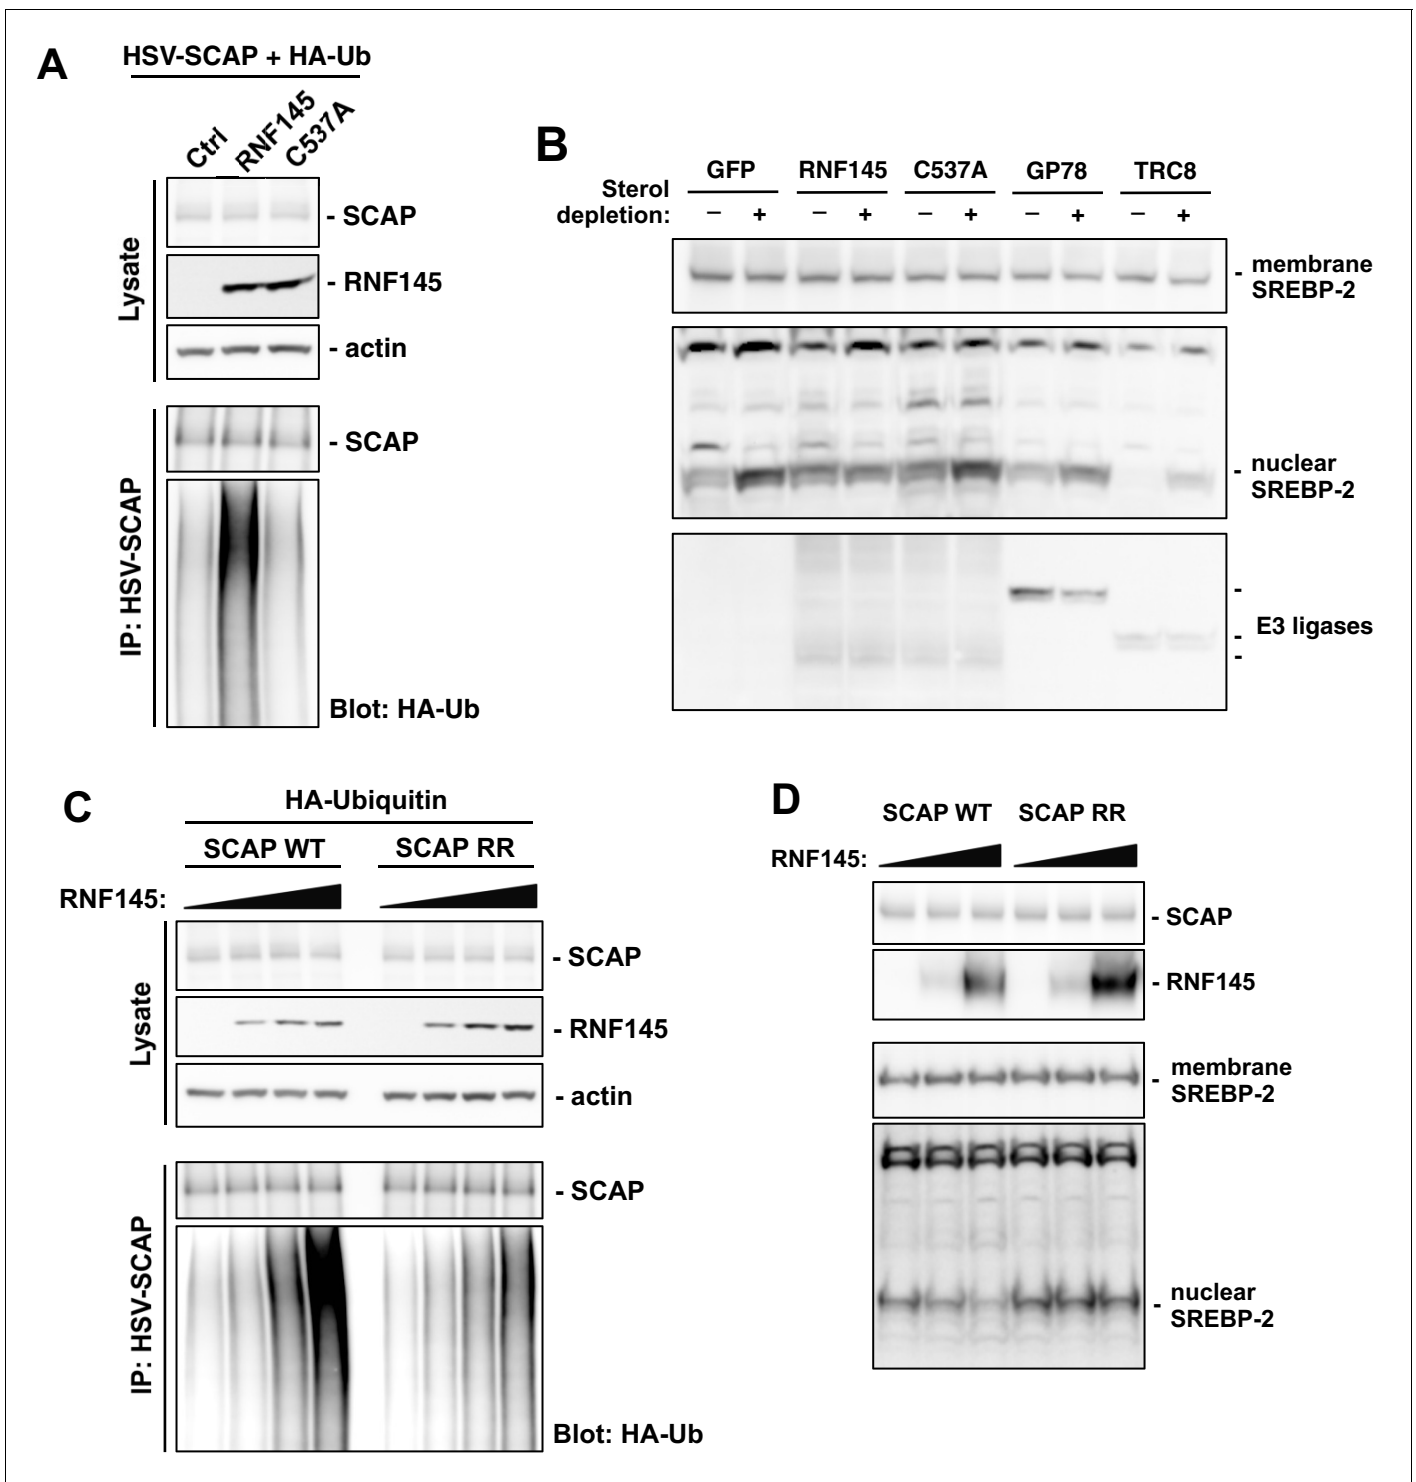 A
HSV-SCAP + HA-Ub
Ctrl
RNF145
C537A
Lysate
- SCAP
- RNF145
- actin
IP: HSV-SCAP
- SCAP
Blot: HA-Ub
B
GFP RNF145 C537A GP78 TRC8
Sterol
depletion: – + – + – + – + – +
- membrane
SREBP-2
- nuclear
SREBP-2
-
- E3 ligases
-
C
HA-Ubiquitin
SCAP WT SCAP RR
RNF145:
Lysate
- SCAP
- RNF145
- actin
IP: HSV-SCAP
- SCAP
Blot: HA-Ub
D
SCAP WT SCAP RR
RNF145:
- SCAP
- RNF145
- membrane
SREBP-2
- nuclear
SREBP-2